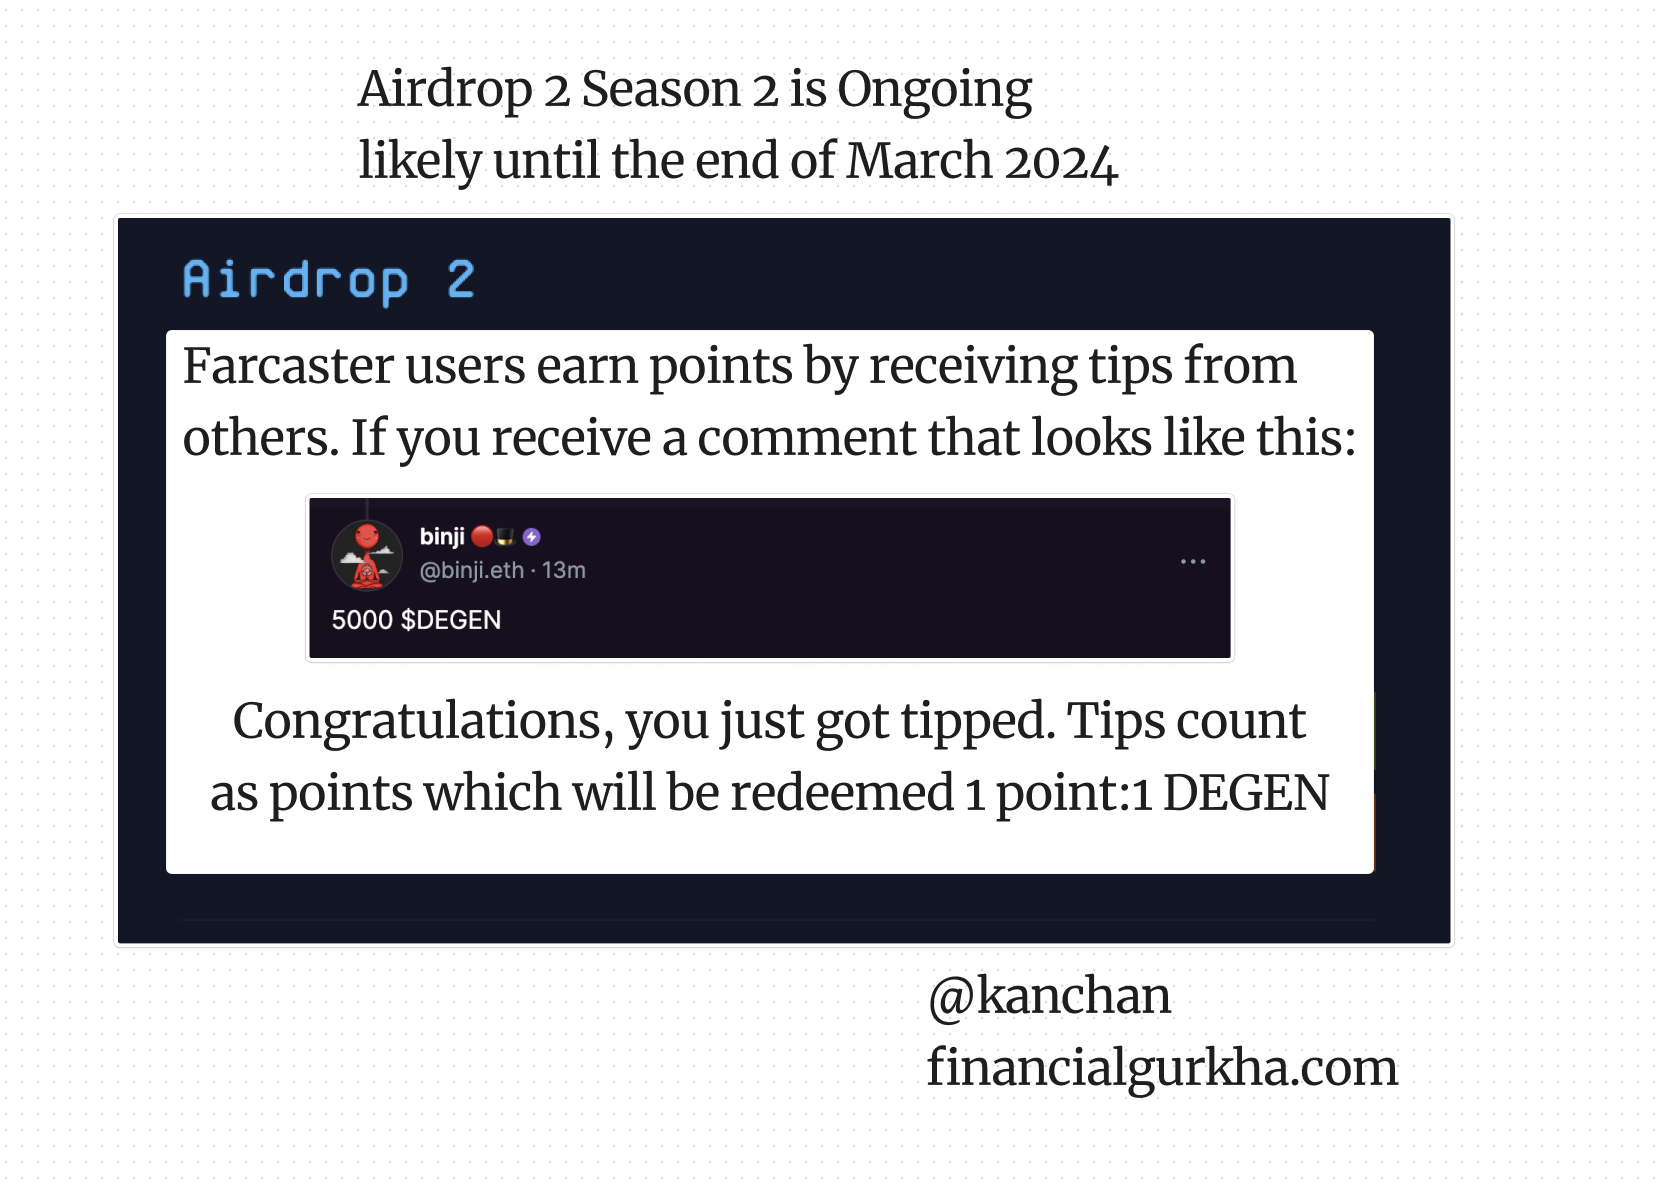 Airdrop 2 Season 2 is Ongoing
likely until the end of March 2024
Airdrop 2
Farcaster users earn points by receiving tips from
others. If you receive a comment that looks like this:
binji 🔴🎩
@binji.eth · 13m
5000 $DEGEN
Congratulations, you just got tipped. Tips count
as points which will be redeemed 1 point:1 DEGEN
@kanchan
financialgurkha.com